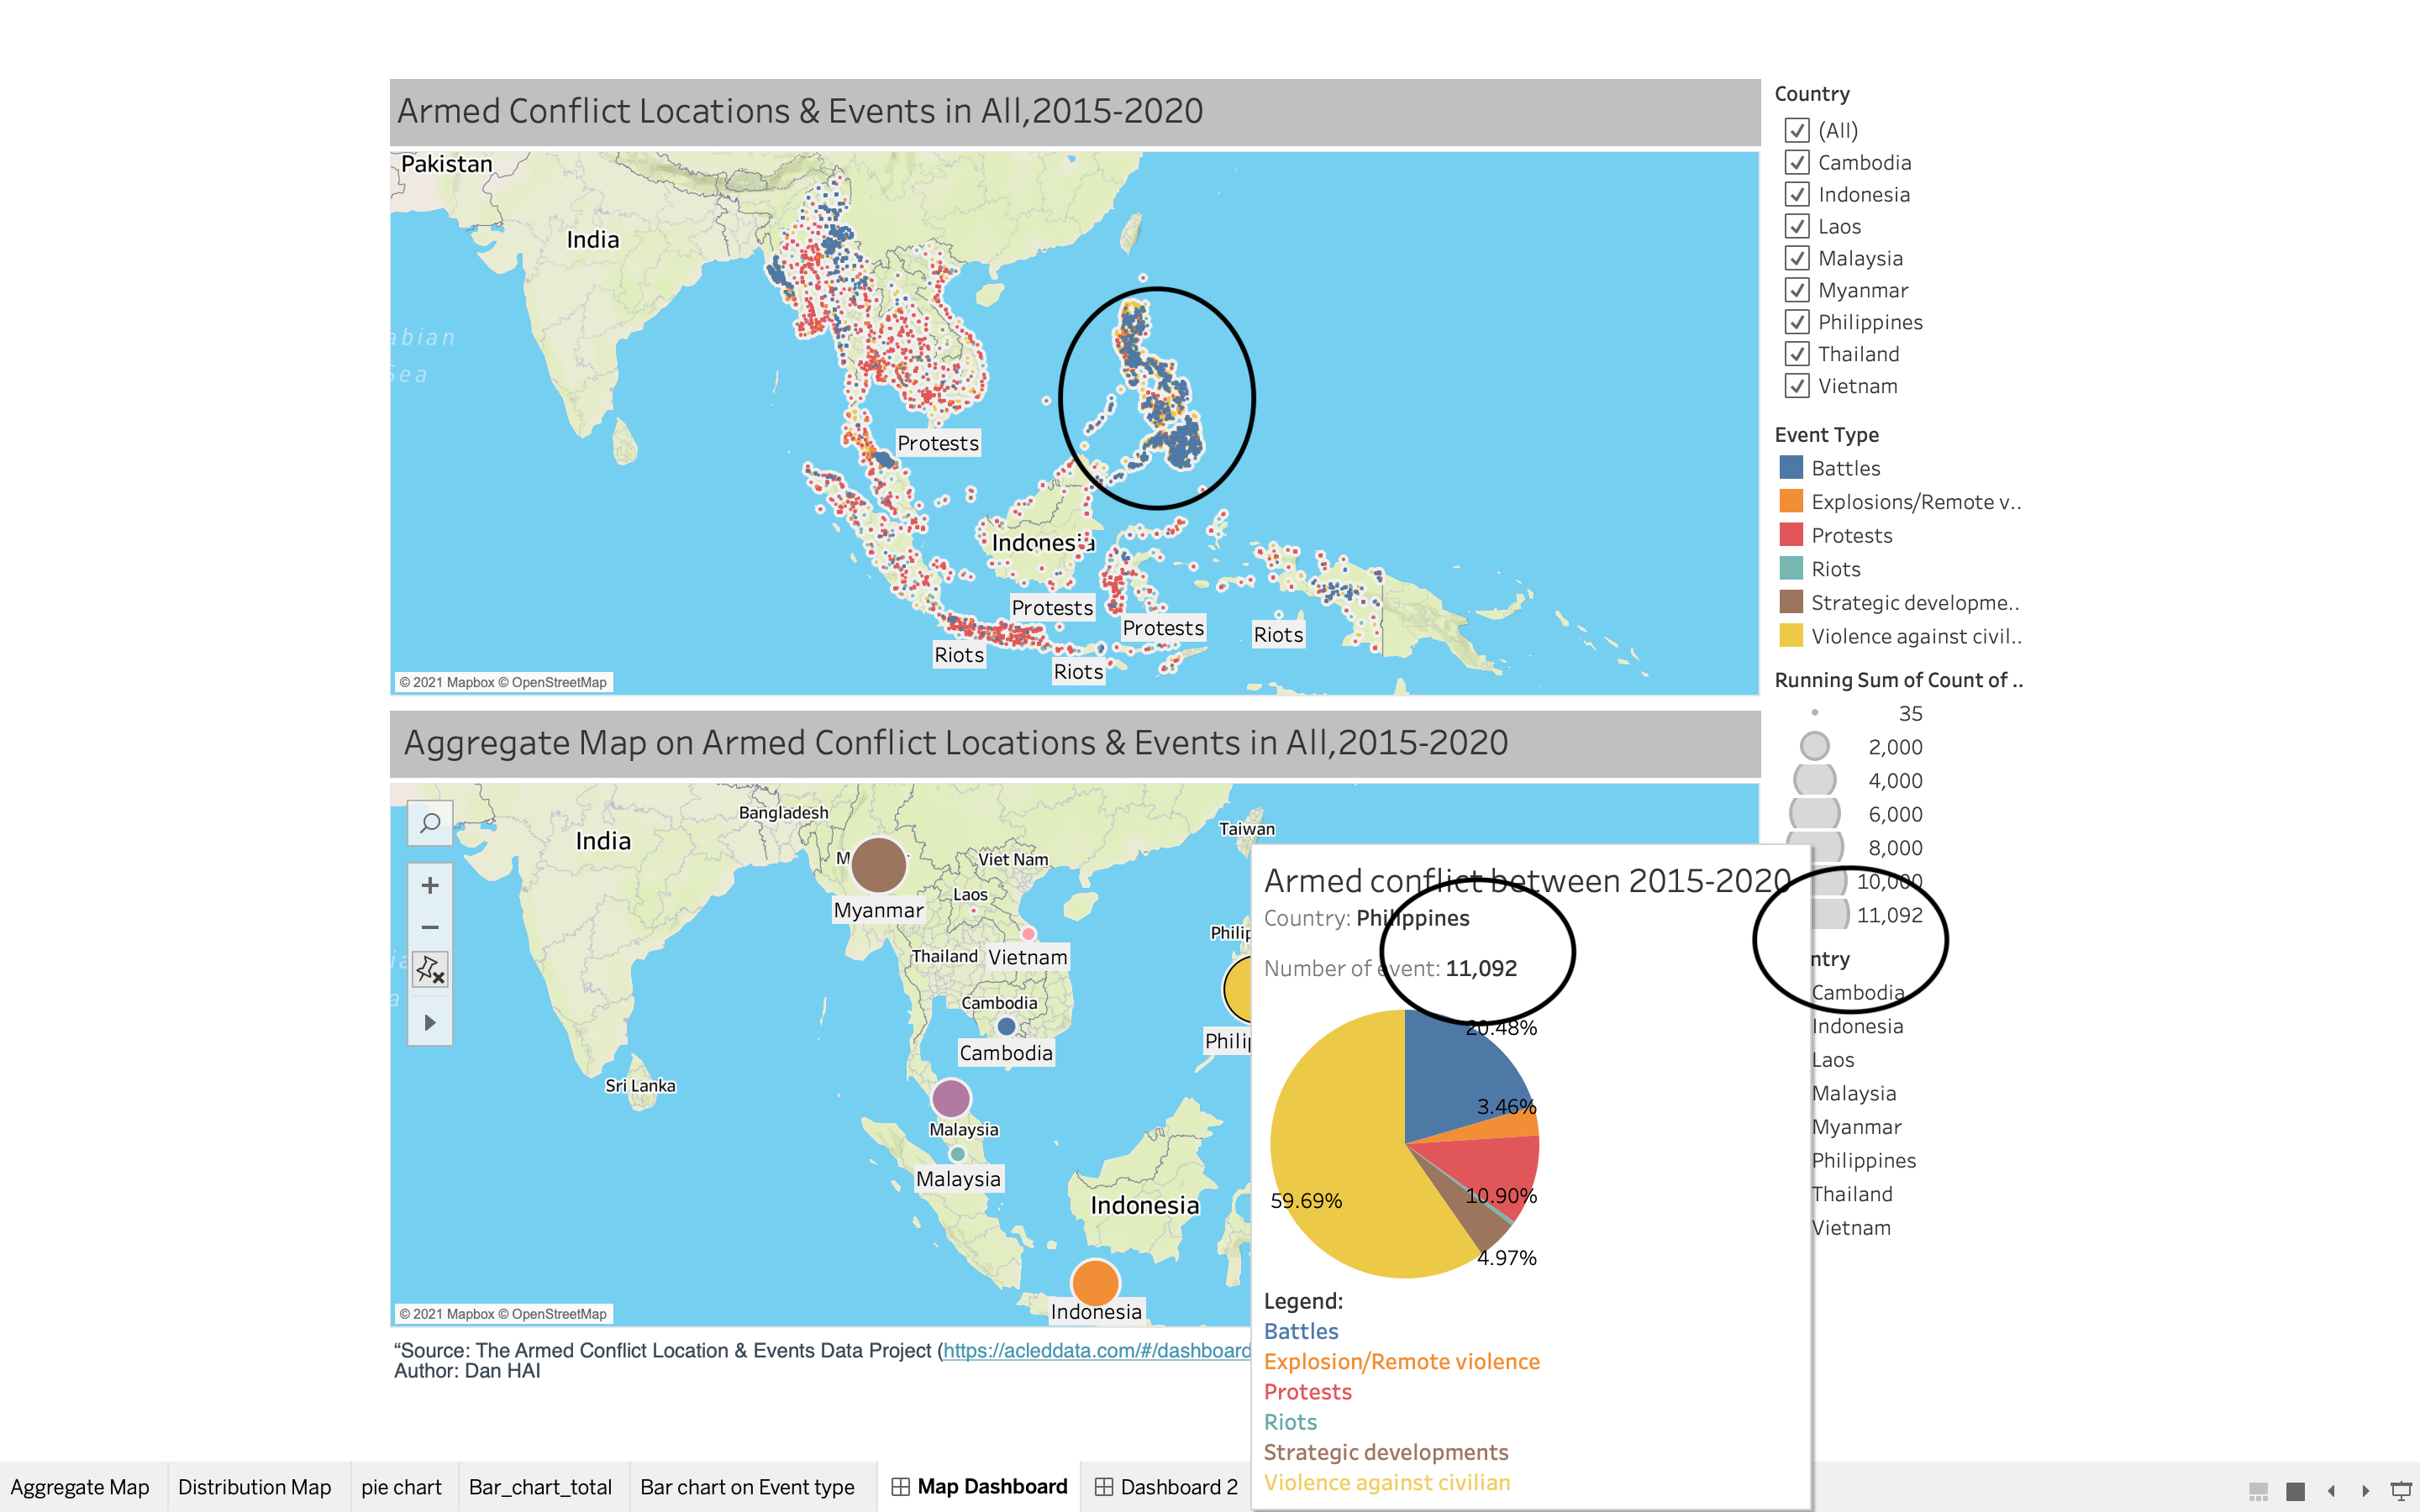 Armed Conflict Locations & Events in All,2015-2020
Pakistan
India
abian
Sea
Protests
Indonesia
Protests
Protests
Riots
Riots
Riots
© 2021 Mapbox © OpenStreetMap
Country
(All)
Cambodia
Indonesia
Laos
Malaysia
Myanmar
Philippines
Thailand
Vietnam
Event Type
Battles
Explosions/Remote v..
Protests
Riots
Strategic developme..
Violence against civil..
Running Sum of Count of ..
35
2,000
4,000
6,000
8,000
10,000
11,092
ntry
Cambodia
Indonesia
Laos
Malaysia
Myanmar
Philippines
Thailand
Vietnam
Aggregate Map on Armed Conflict Locations & Events in All,2015-2020
Bangladesh
Taiwan
India
M
Viet Nam
Laos
Myanmar
Philip
Thailand
Vietnam
Cambodia
Philip
Cambodia
Sri Lanka
Malaysia
Malaysia
Indonesia
Indonesia
© 2021 Mapbox © OpenStreetMap
Armed conflict between 2015-2020
Country: Philippines
Number of event: 11,092
20.48%
3.46%
10.90%
59.69%
4.97%
Legend:
Battles
Explosion/Remote violence
Protests
Riots
Strategic developments
Violence against civilian
“Source: The Armed Conflict Location & Events Data Project (https://acleddata.com/#/dashboard
Author: Dan HAI
Aggregate Map
Distribution Map
pie chart
Bar_chart_total
Bar chart on Event type
Map Dashboard
Dashboard 2